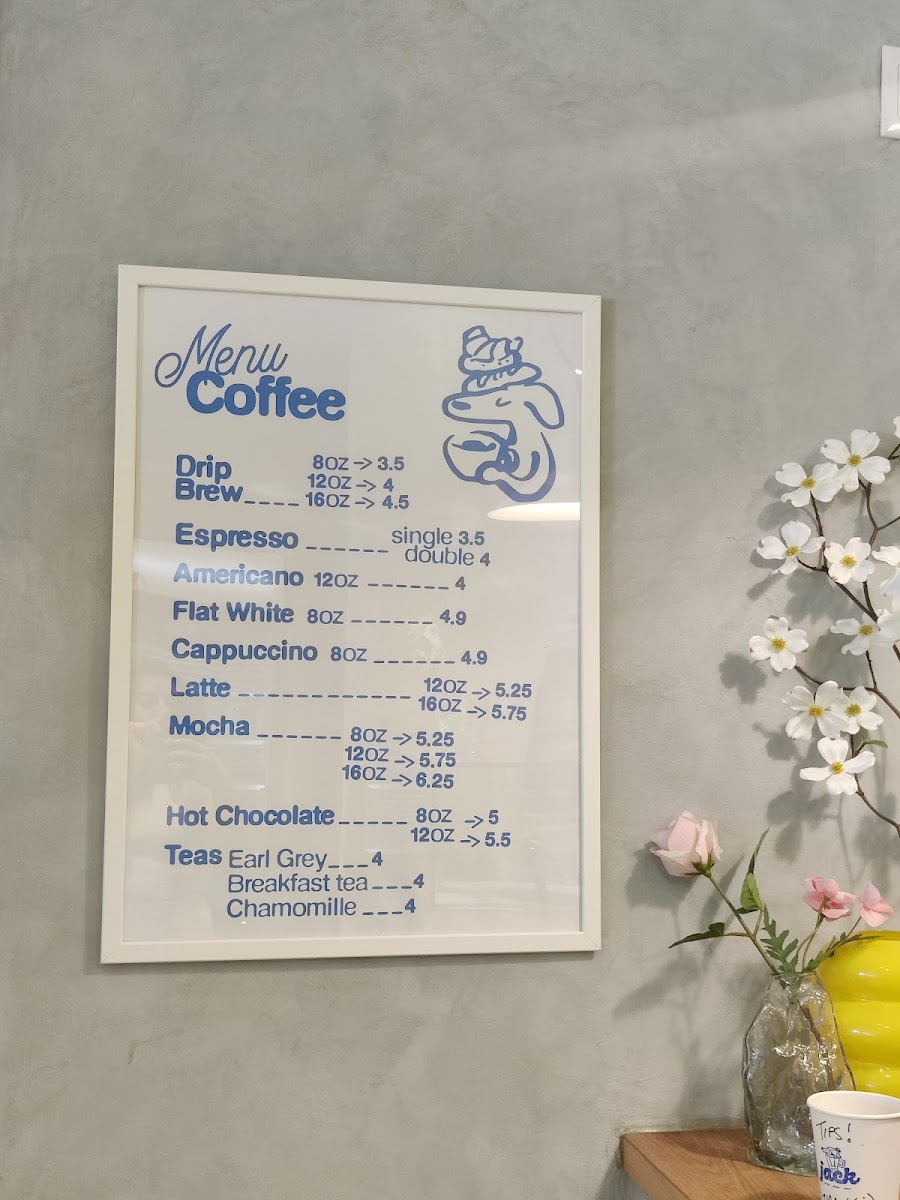 Menu
Coffee
Drip 8OZ -> 3.5
12OZ -> 4
Brew____ 16OZ -> 4.5
Espresso ______ single 3.5
double 4
Americano 12OZ ______ 4
Flat White 8OZ ______ 4.9
Cappuccino 8OZ ______ 4.9
Latte _____________ 12OZ -> 5.25
16OZ -> 5.75
Mocha ______ 8OZ -> 5.25
12OZ -> 5.75
16OZ -> 6.25
Hot Chocolate_____ 8OZ -> 5
12OZ -> 5.5
Teas Earl Grey___4
Breakfast tea___4
Chamomille ___4
TIPS!
jack